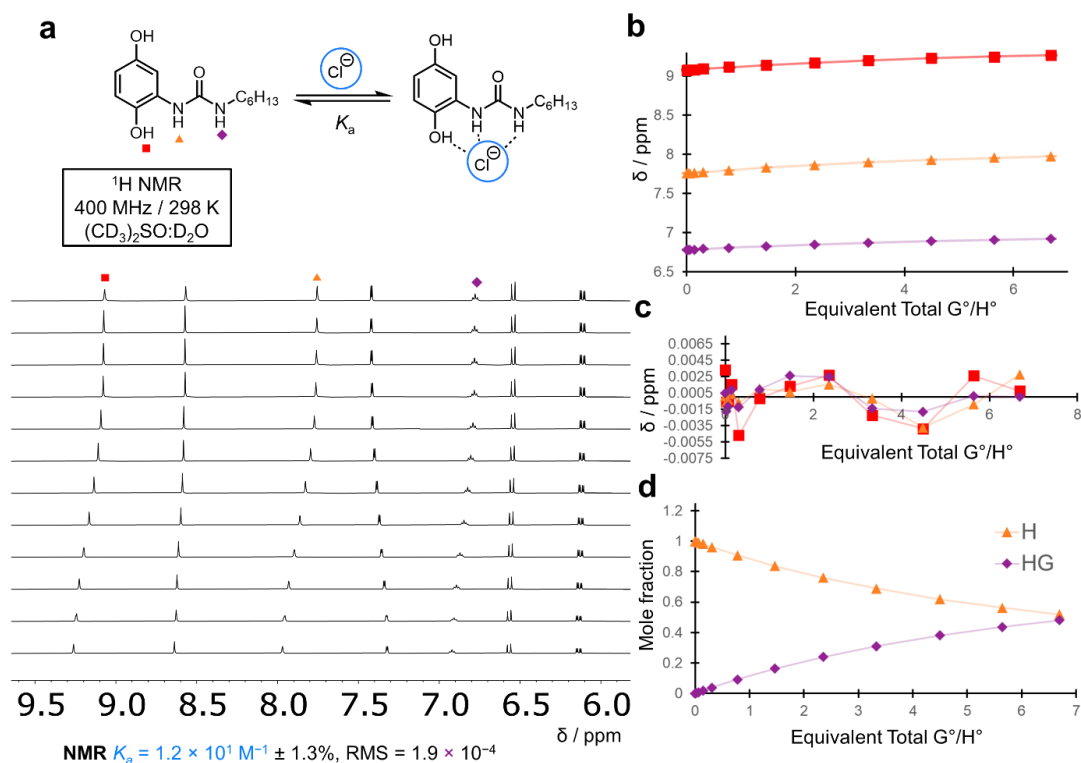 a
OH
O
N
H
N
H
C₆H₁₃
OH
Cl⊖
Kₐ
OH
O
N
H
N
H
C₆H₁₃
OH
Cl⊖
¹H NMR
400 MHz / 298 K
(CD₃)₂SO:D₂O
9.5 9.0 8.5 8.0 7.5 7.0 6.5 6.0
δ / ppm
NMR Kₐ = 1.2 × 10¹ M⁻¹ ± 1.3%, RMS = 1.9 × 10⁻⁴
b
δ / ppm
9
8
7.5
7
6.5
0 2 4 6
Equivalent Total G°/H°
c
δ / ppm
0.0065
0.0045
0.0025
0.0005
-0.0015
-0.0035
-0.0055
-0.0075
0 2 4 6 8
Equivalent Total G°/H°
d
Mole fraction
1.2
1
0.8
0.6
0.4
0.2
0
0 1 2 3 4 5 6 7
Equivalent Total G°/H°
H
HG